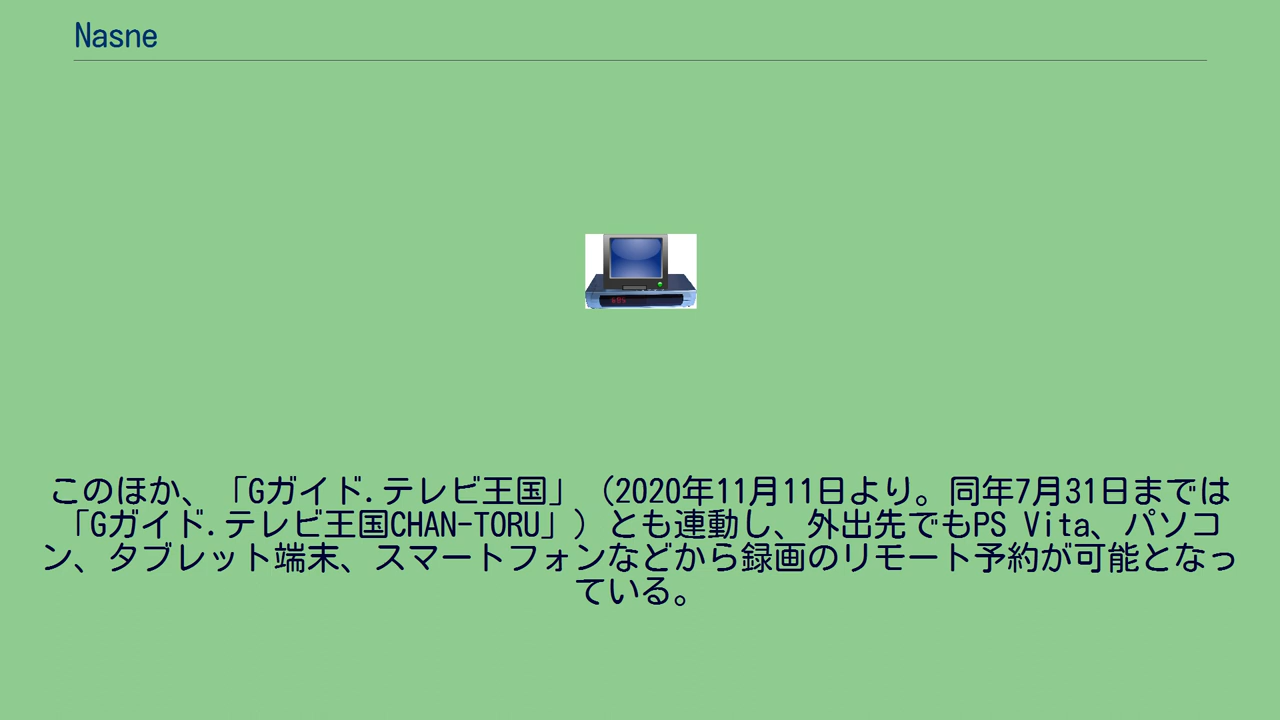 Nasne
このほか、「Gガイド.テレビ王国」（2020年11月11日より。同年7月31日までは
「Gガイド.テレビ王国CHAN-TORU」）とも連動し、外出先でもPS Vita、パソコ
ン、タブレット端末、スマートフォンなどから録画のリモート予約が可能となっ
ている。